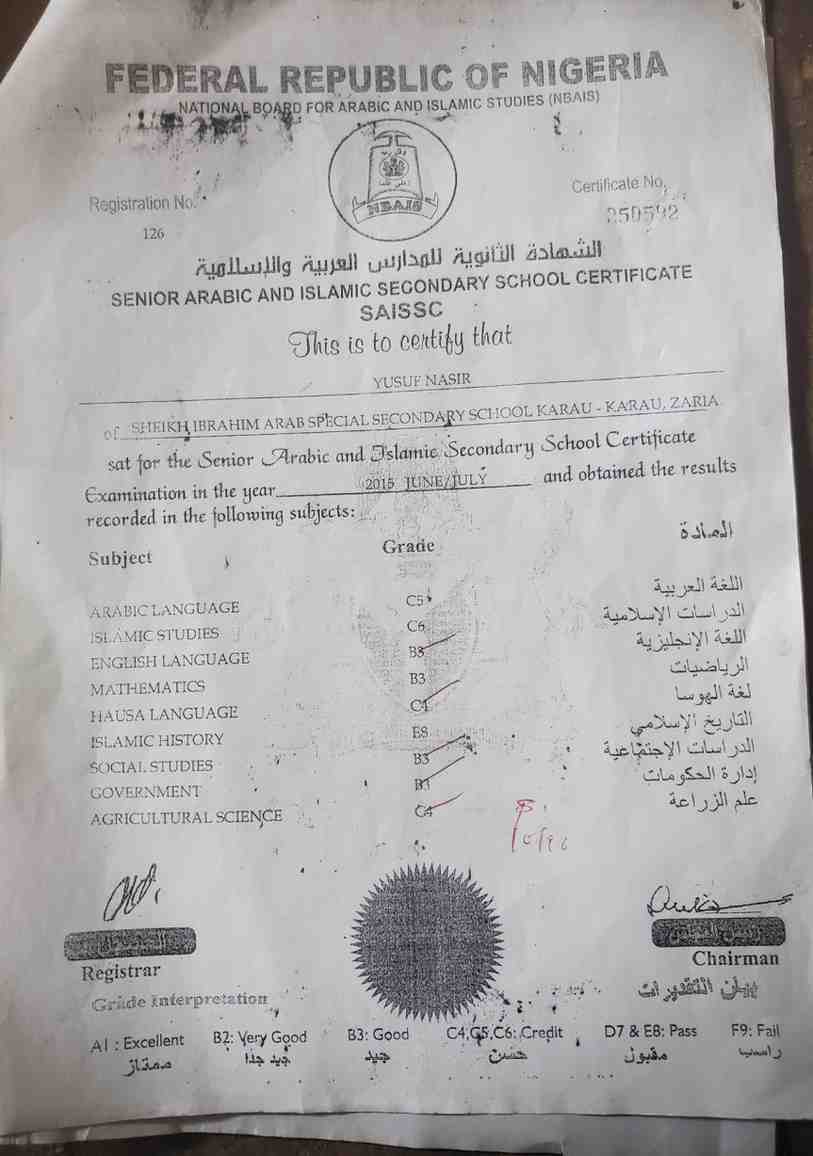 FEDERAL REPUBLIC OF NIGERIA
NATIONAL BOARD FOR ARABIC AND ISLAMIC STUDIES (NBAIS)
Registration No. Certificate No.
126
NBAIS
الشهادة الثانوية للمدارس العربية والإسلامية
SENIOR ARABIC AND ISLAMIC SECONDARY SCHOOL CERTIFICATE
SAISSC
This is to certify that
YUSUF NASIR
of SHEIKH IBRAHIM ARAB SPECIAL SECONDARY SCHOOL KARAU - KARAU, ZARIA
sat for the Senior Arabic and Islamic Secondary School Certificate
Examination in the year 2015 JUNE/JULY and obtained the results
recorded in the following subjects:
Subject Grade المادة
ARABIC LANGUAGE C5 اللغة العربية
ISLAMIC STUDIES C6 الدراسات الإسلامية
ENGLISH LANGUAGE B3 اللغة الإنجليزية
MATHEMATICS B3 الرياضيات
HAUSA LANGUAGE C4 لغة الهوسا
ISLAMIC HISTORY E8 التاريخ الإسلامي
SOCIAL STUDIES B3 الدراسات الإجتماعية
GOVERNMENT B3 إدارة الحكومات
AGRICULTURAL SCIENCE C4 علم الزراعة
Registrar Chairman
Grade Interpretation بيان التقديرات
A1 : Excellent B2: Very Good B3: Good C4,C5,C6: Credit D7 & E8: Pass F9: Fail
ممتاز جيد جدا جيد حسن مقبول راسب